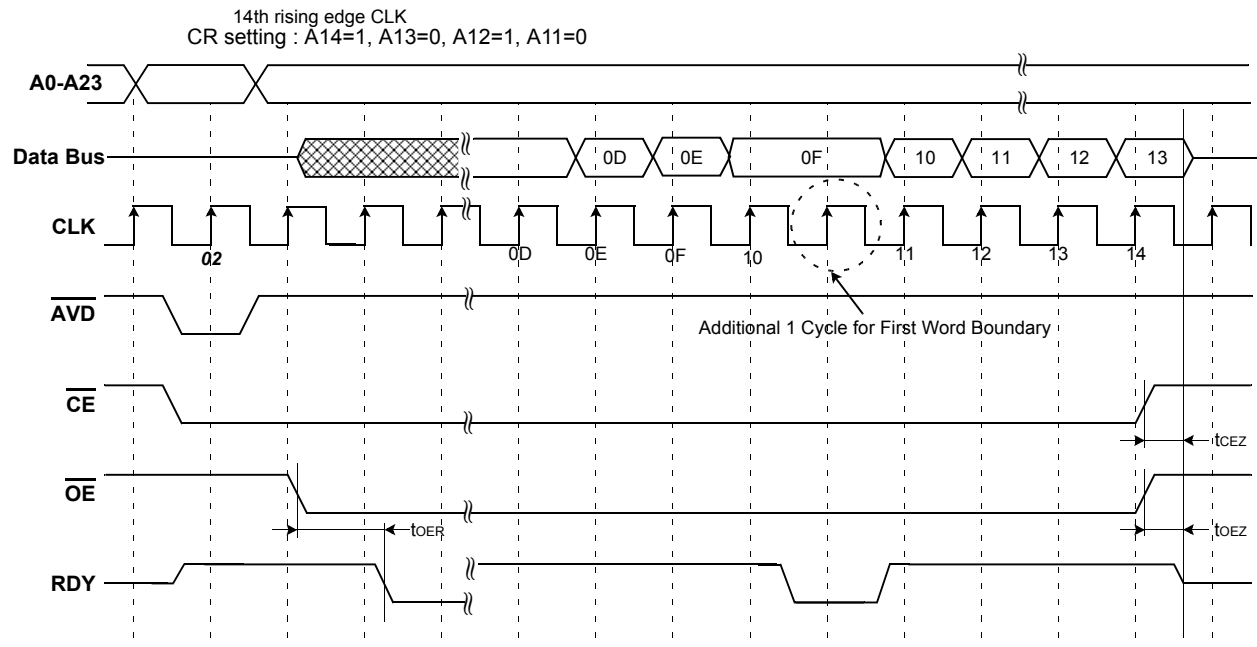 14th rising edge CLK
CR setting : A14=1, A13=0, A12=1, A11=0
A0-A23
Data Bus
0D 0E 0F 10 11 12 13
CLK
02 0D 0E 0F 10 11 12 13 14
AVD
Additional 1 Cycle for First Word Boundary
CE
tCEZ
OE
tOER
tOEZ
RDY